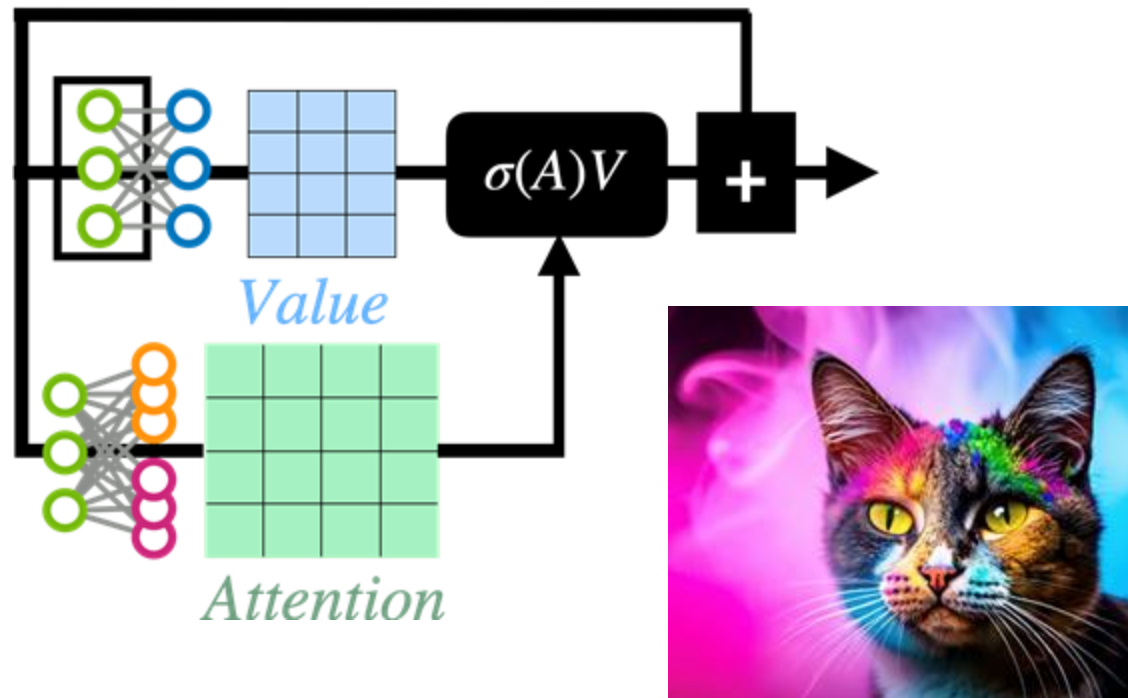 σ(A)V
+
Value
Attention